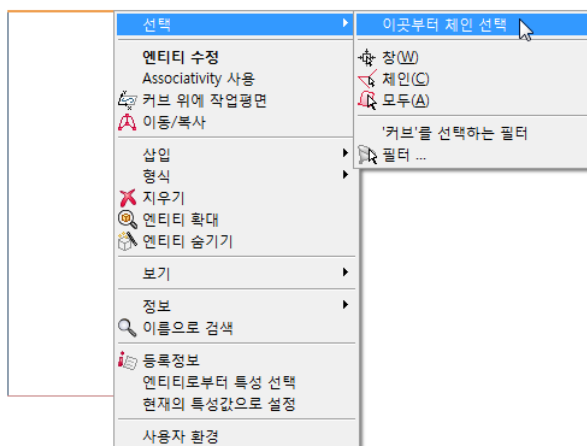 선택
엔티티 수정
Associativity 사용
커브 위에 작업평면
이동/복사
삽입
형식
지우기
엔티티 확대
엔티티 숨기기
보기
정보
이름으로 검색
등록정보
엔티티로부터 특성 선택
현재의 특성값으로 설정
사용자 환경
이곳부터 체인 선택
창(W)
체인(C)
모두(A)
'커브'를 선택하는 필터
필터 ...